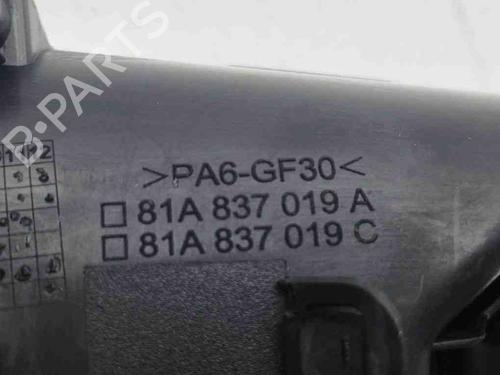 B-PARTS
>PA6-GF30<
81A 837 019 A
81A 837 019 C